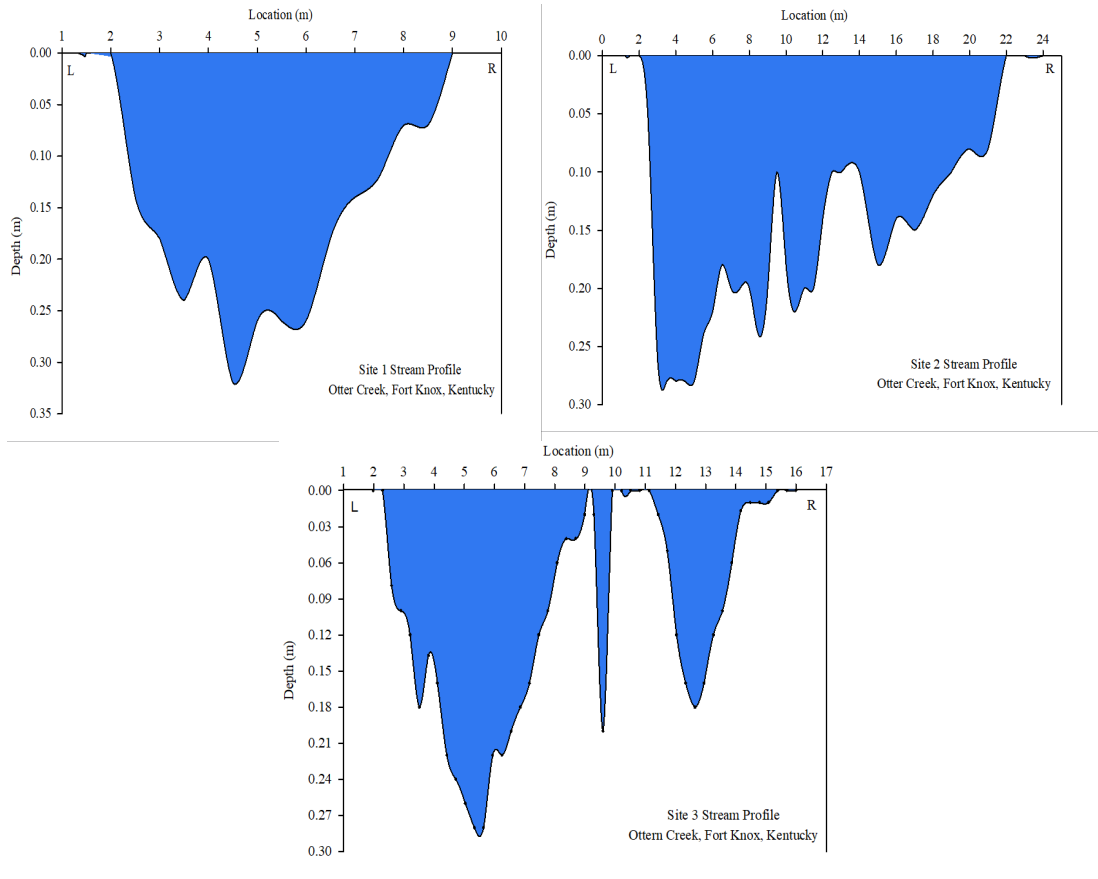 Location (m)
1 2 3 4 5 6 7 8 9 10
0.00
0.05
0.10
0.15
0.20
0.25
0.30
0.35
Depth (m)
L
R
Site 1 Stream Profile
Otter Creek, Fort Knox, Kentucky
Location (m)
0 2 4 6 8 10 12 14 16 18 20 22 24
0.00
0.05
0.10
0.15
0.20
0.25
0.30
Depth (m)
L
R
Site 2 Stream Profile
Otter Creek, Fort Knox, Kentucky
Location (m)
1 2 3 4 5 6 7 8 9 10 11 12 13 14 15 16 17
0.00
0.03
0.06
0.09
0.12
0.15
0.18
0.21
0.24
0.27
0.30
Depth (m)
L
R
Site 3 Stream Profile
Ottern Creek, Fort Knox, Kentucky